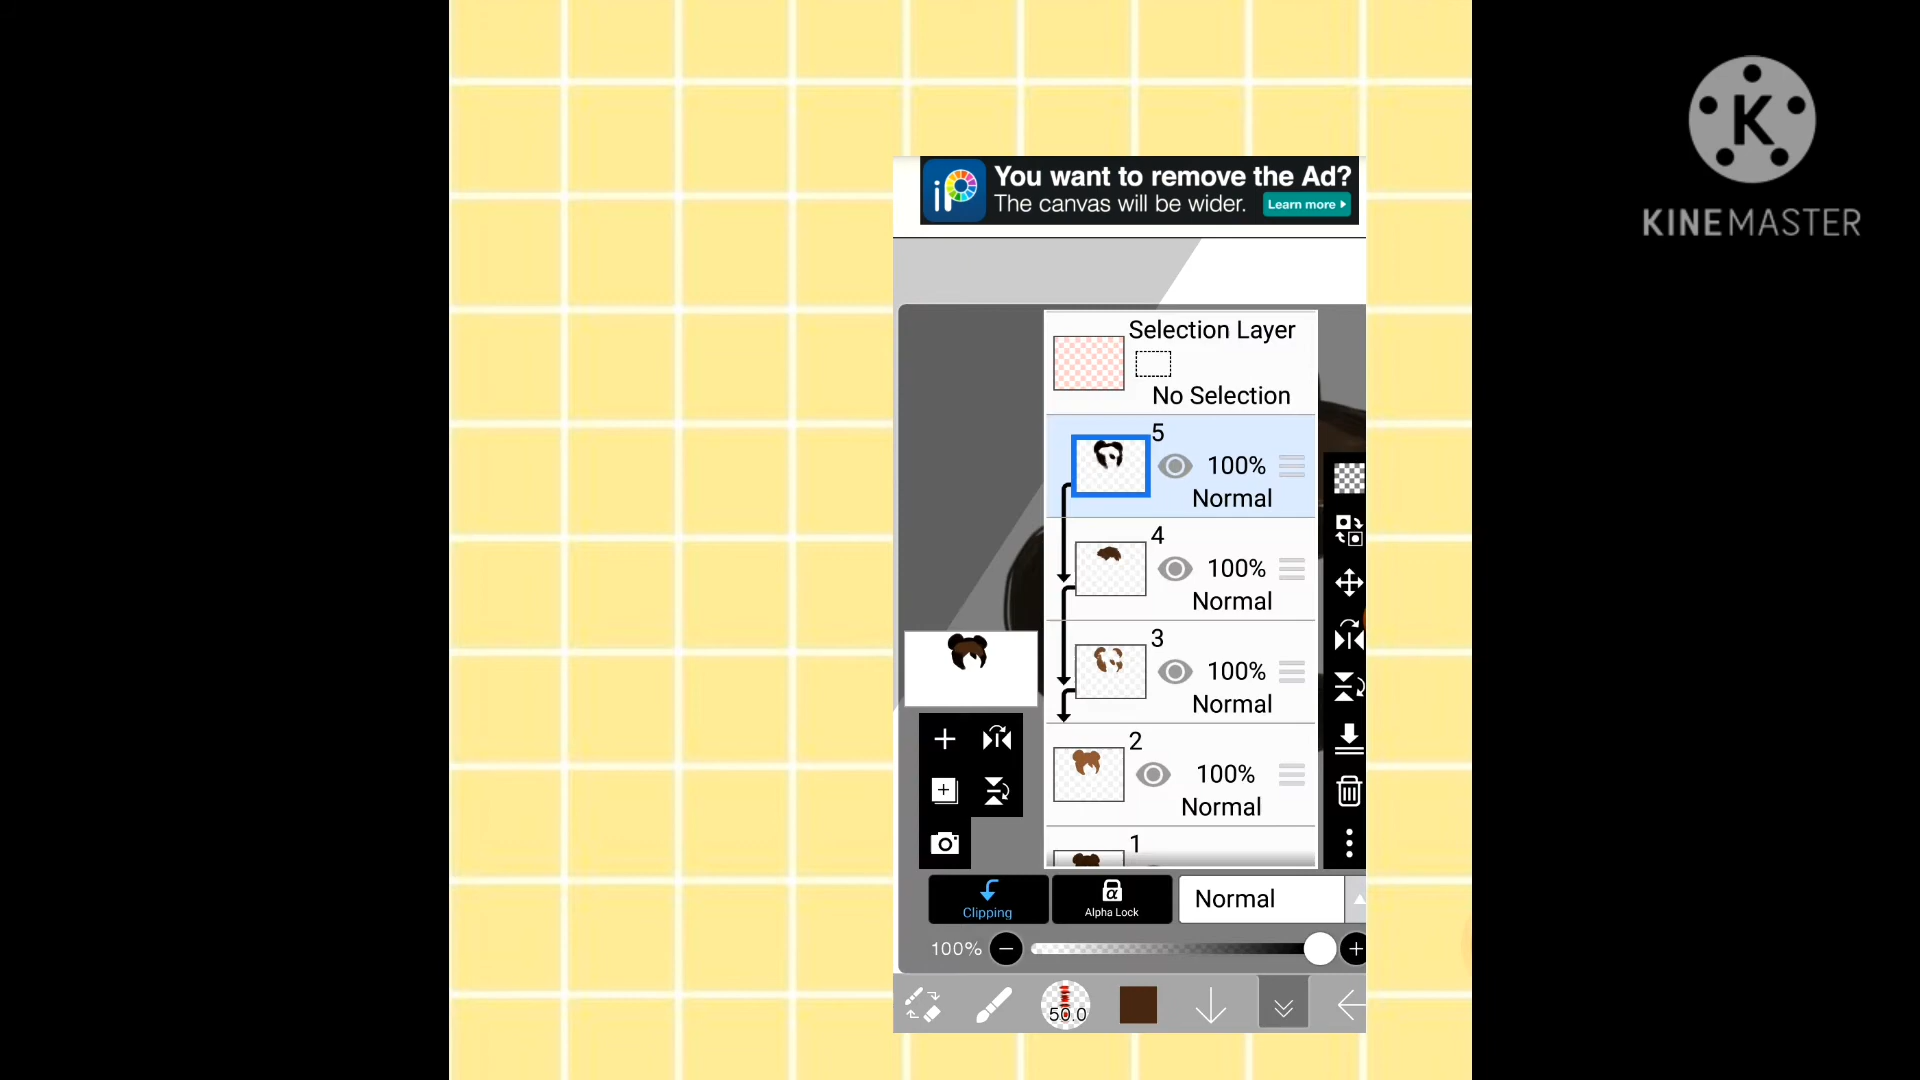 You want to remove the Ad?
The canvas will be wider.
Learn more
iP
K
KINEMASTER
Selection Layer
No Selection
5
100%
Normal
4
100%
Normal
3
100%
Normal
2
100%
Normal
1
Clipping
α
Alpha Lock
Normal
100%
50.0